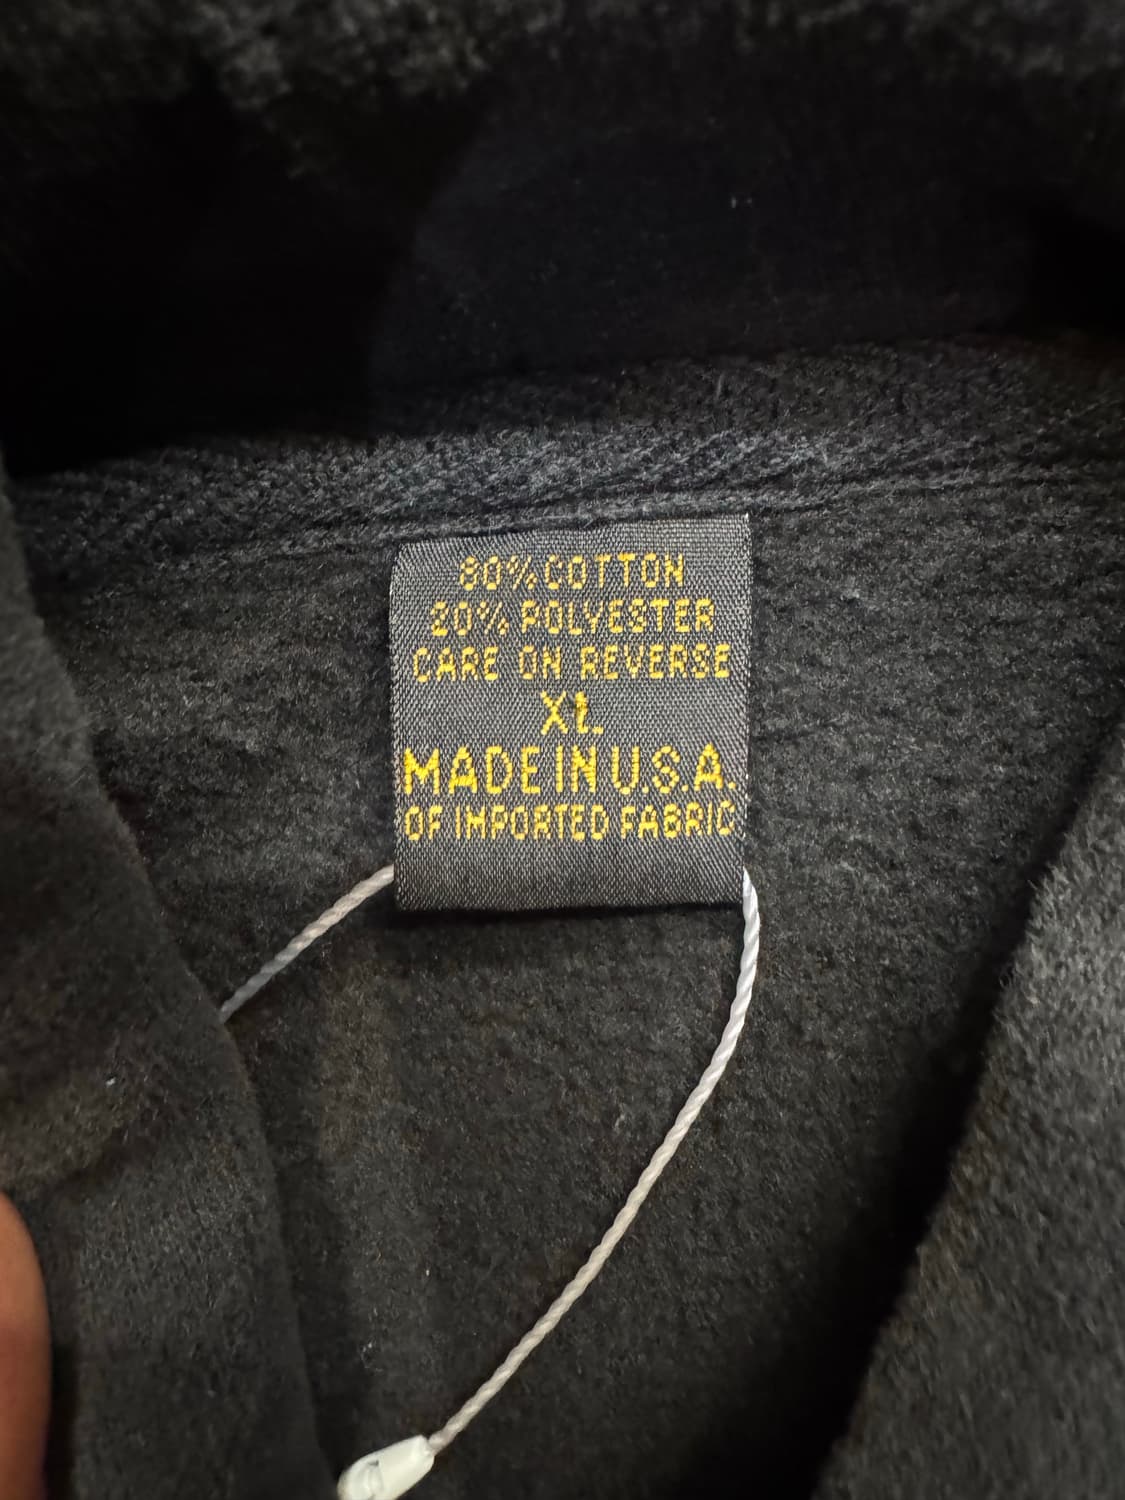 80% COTTON
20% POLYESTER
CARE ON REVERSE
XL
MADE IN U.S.A.
OF IMPORTED FABRIC